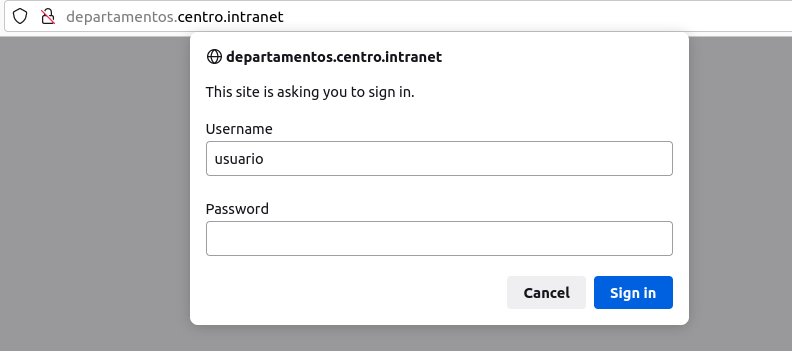 departamentos.centro.intranet
departamentos.centro.intranet
This site is asking you to sign in.
Username
usuario
Password
Cancel Sign in